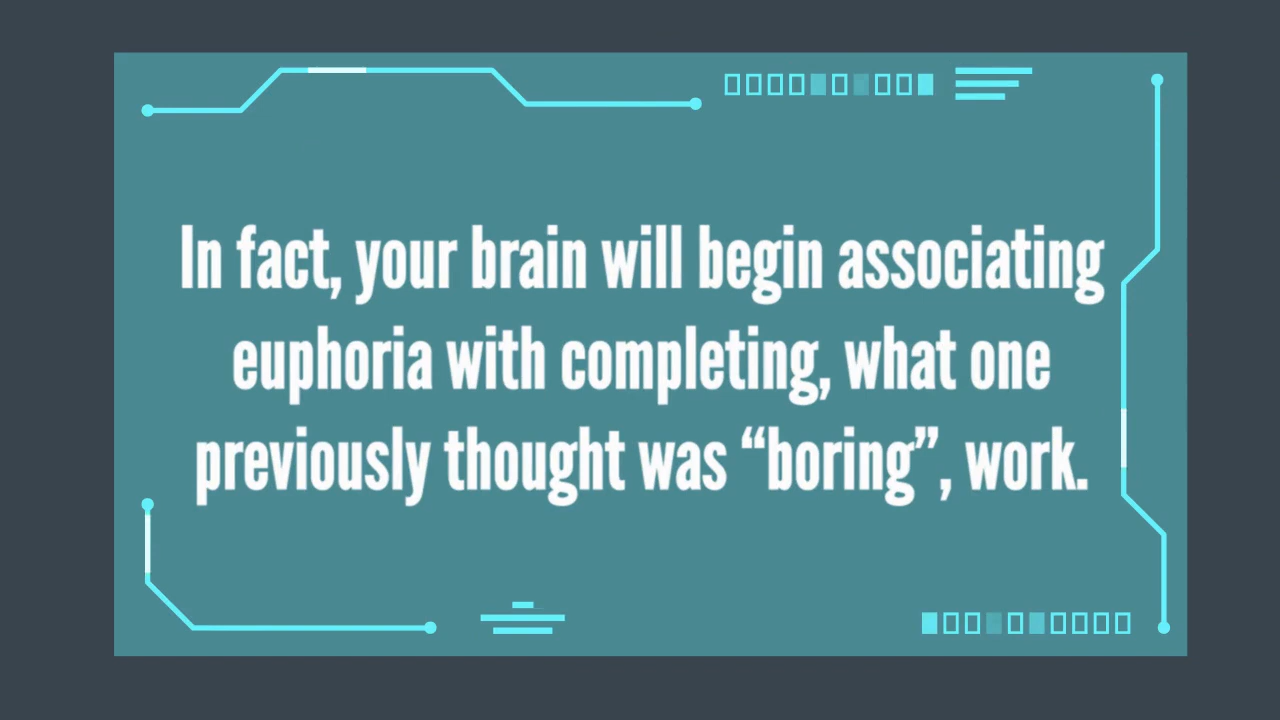 In fact, your brain will begin associating
euphoria with completing, what one
previously thought was “boring”, work.